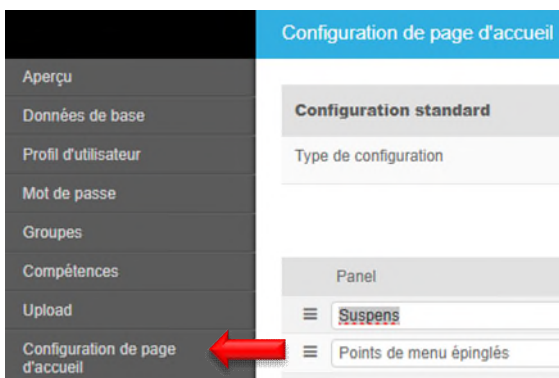 Configuration de page d'accueil
Aperçu
Données de base
Profil d'utilisateur
Mot de passe
Groupes
Compétences
Upload
Configuration de page
d'accueil
Configuration standard
Type de configuration
Panel
Suspens
Points de menu épinglés